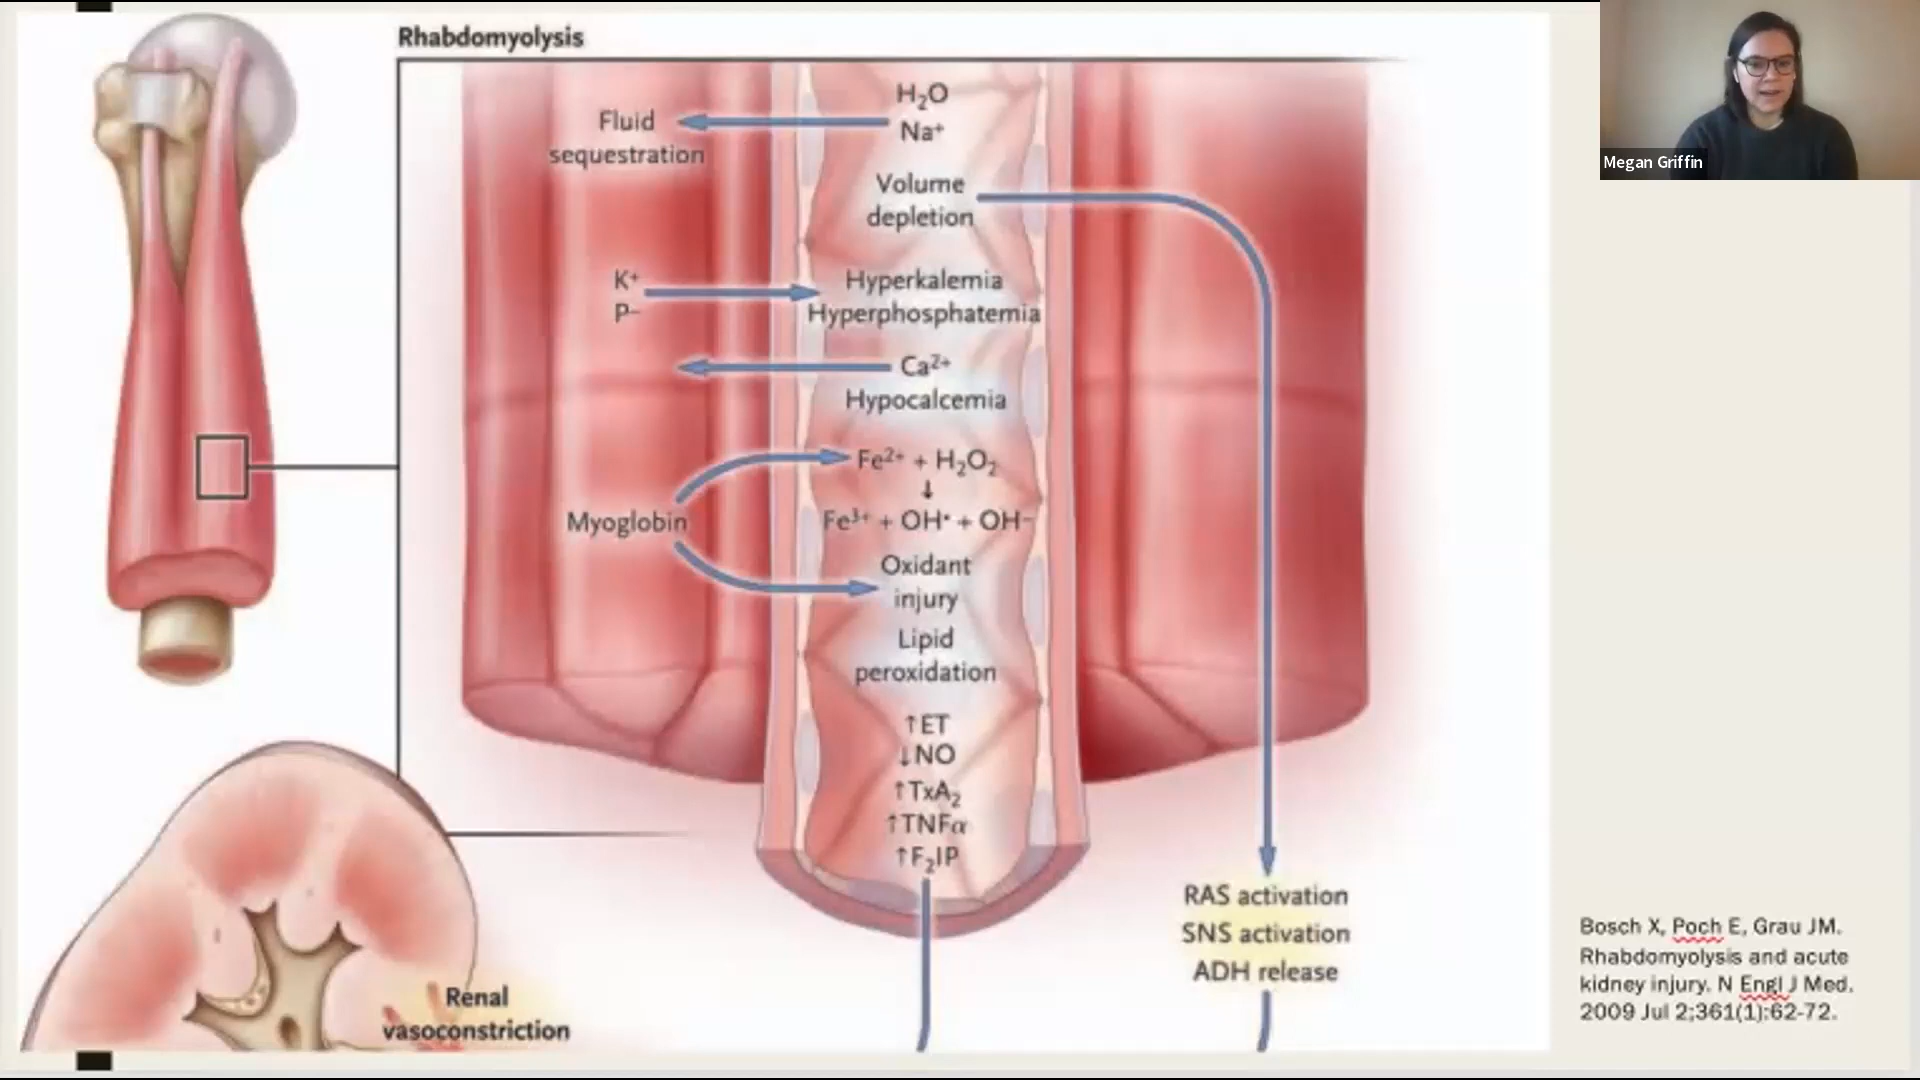 Rhabdomyolysis
H₂O
Na⁺
Fluid
sequestration
Volume
depletion
K⁺
P⁻
Hyperkalemia
Hyperphosphatemia
Ca²⁺
Hypocalcemia
Fe²⁺ + H₂O₂
↓
Fe³⁺ + OH• + OH⁻
Myoglobin
Oxidant
injury
Lipid
peroxidation
↑ET
↓NO
↑TxA₂
↑TNFα
↑F₂IP
RAS activation
SNS activation
ADH release
Renal
vasoconstriction
Megan Griffin
Bosch X, Poch E, Grau JM.
Rhabdomyolysis and acute
kidney injury. N Engl J Med.
2009 Jul 2;361(1):62-72.